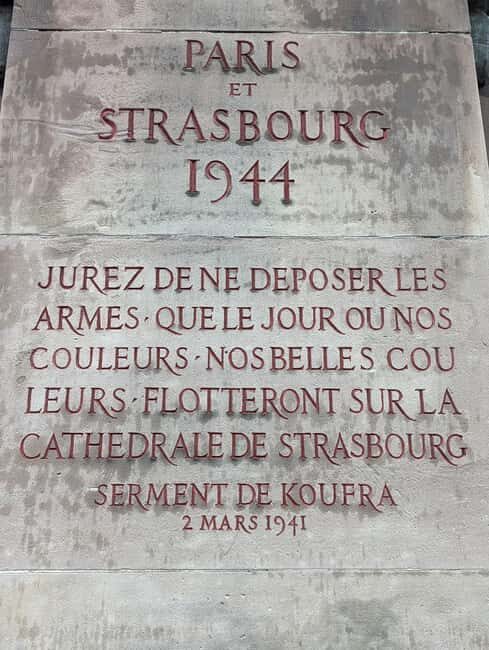 PARIS
ET
STRASBOURG
1944
JUREZ DE NE DEPOSER LES
ARMES · QUE LE JOUR OU NOS
COULEURS · NOS BELLES COU
LEURS · FLOTTERONT SUR LA
CATHEDRALE DE STRASBOURG
SERMENT DE KOUFRA
2 MARS 1941